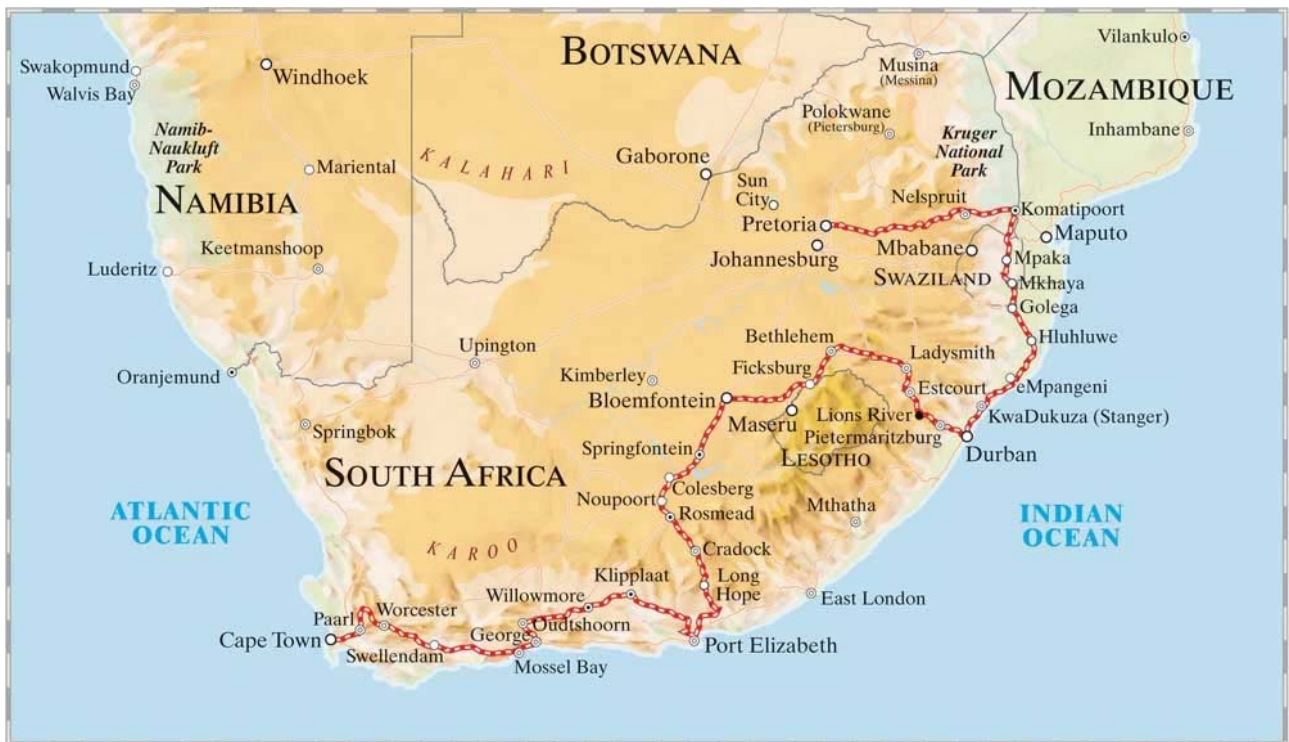 BOTSWANA
Vilankulo
Swakopmund
Windhoek
Walvis Bay
Musina
(Messina)
MOZAMBIQUE
Polokwane
(Pietersburg)
Inhambane
Namib-
Naukluft
Park
Kruger
National
Park
KALAHARI
Gaborone
Mariental
Sun
City
NAMIBIA
Nelspruit
Komatipoort
Pretoria
Maputo
Keetmanshoop
Johannesburg
Mbabane
Mpaka
Luderitz
SWAZILAND
Mkhaya
Golega
Bethlehem
Hluhluwe
Upington
Ladysmith
Ficksburg
Oranjemund
Kimberley
Estcourt
eMpangeni
Bloemfontein
Lions River
KwaDukuza (Stanger)
Maseru
Pietermaritzburg
Springbok
Springfontein
LESOTHO
Durban
SOUTH AFRICA
Colesberg
Noupoort
Rosmead
Mthatha
ATLANTIC
OCEAN
INDIAN
OCEAN
KAROO
Cradock
Klipplaat
Long
Hope
Willowmore
East London
Worcester
Paarl
Oudtshoorn
George
Cape Town
Port Elizabeth
Swellendam
Mossel Bay